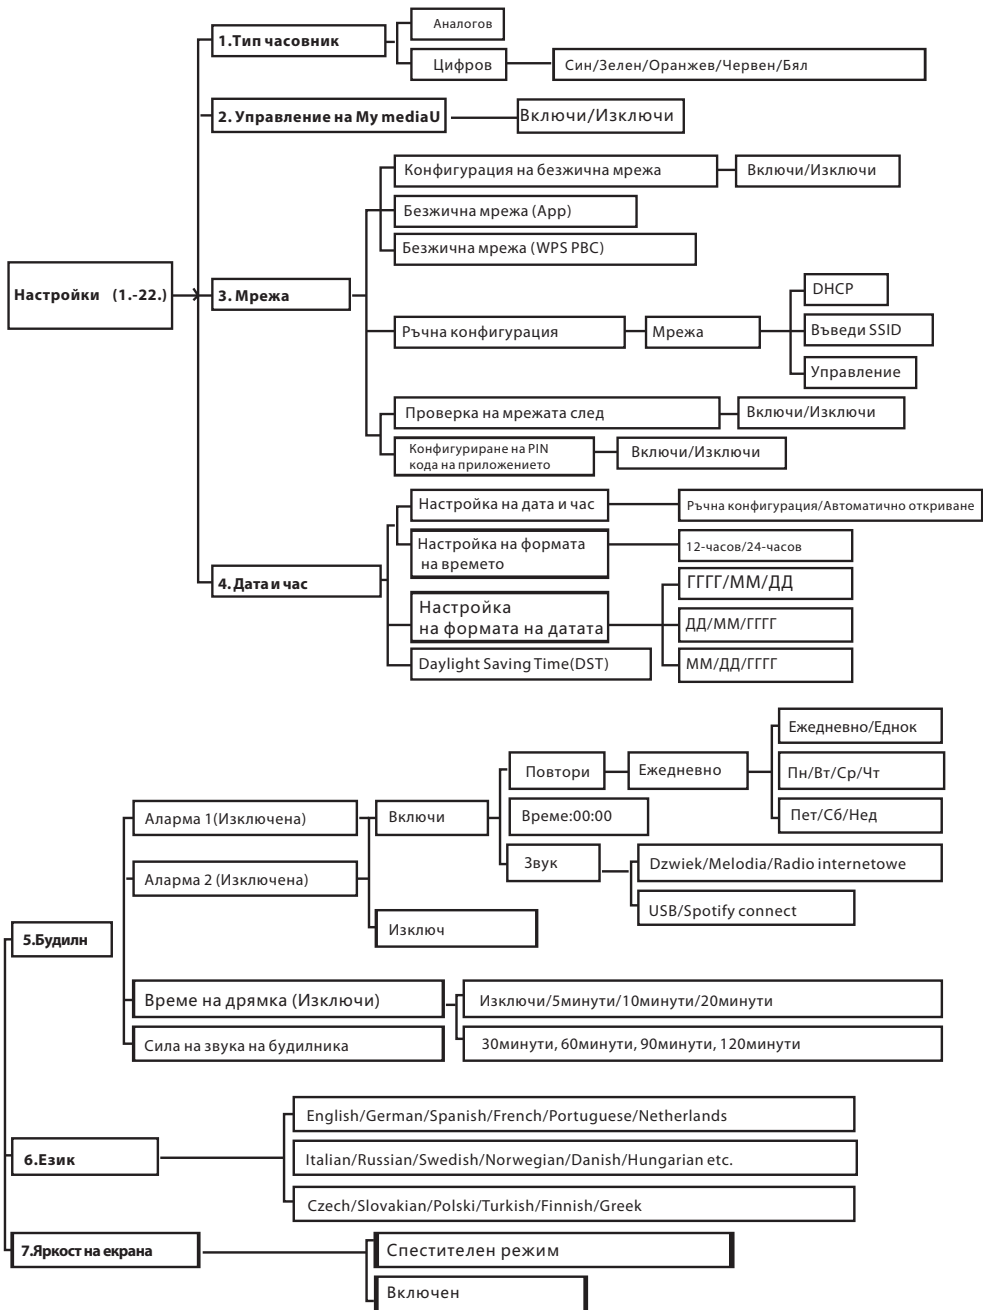 1.Тип часовник
Аналогов
Цифров
Син/Зелен/Оранжев/Червен/Бял
2. Управление на My mediaU
Включи/Изключи
Настройки (1.-22.)
3. Мрежа
Конфигурация на безжична мрежа
Включи/Изключи
Безжична мрежа (App)
Безжична мрежа (WPS PBC)
Ръчна конфигурация
Мрежа
DHCP
Въведи SSID
Управление
Проверка на мрежата след
Включи/Изключи
Конфигуриране на PIN
кода на приложението
Включи/Изключи
4.Дата и час
Настройка на дата и час
Ръчна конфигурация/Автоматично откриване
Настройка на формата
на времето
12-часов/24-часов
Настройка
на формата на датата
ГГГГ/ММ/ДД
ДД/ММ/ГГГГ
ММ/ДД/ГГГГ
Daylight Saving Time(DST)
5.Будилн
Аларма 1(Изключена)
Аларма 2 (Изключена)
Включи
Повтори
Ежедневно
Ежедневно/Еднок
Пн/Вт/Ср/Чт
Пет/Сб/Нед
Време:00:00
Звук
Dzwiek/Melodia/Radio internetowe
USB/Spotify connect
Изключ
Време на дрямка (Изключи)
Изключи/5минути/10минути/20минути
30минути, 60минути, 90минути, 120минути
Сила на звука на будилника
6.Език
English/German/Spanish/French/Portuguese/Netherlands
Italian/Russian/Swedish/Norwegian/Danish/Hungarian etc.
Czech/Slovakian/Polski/Turkish/Finnish/Greek
7.Яркост на екрана
Спестителен режим
Включен